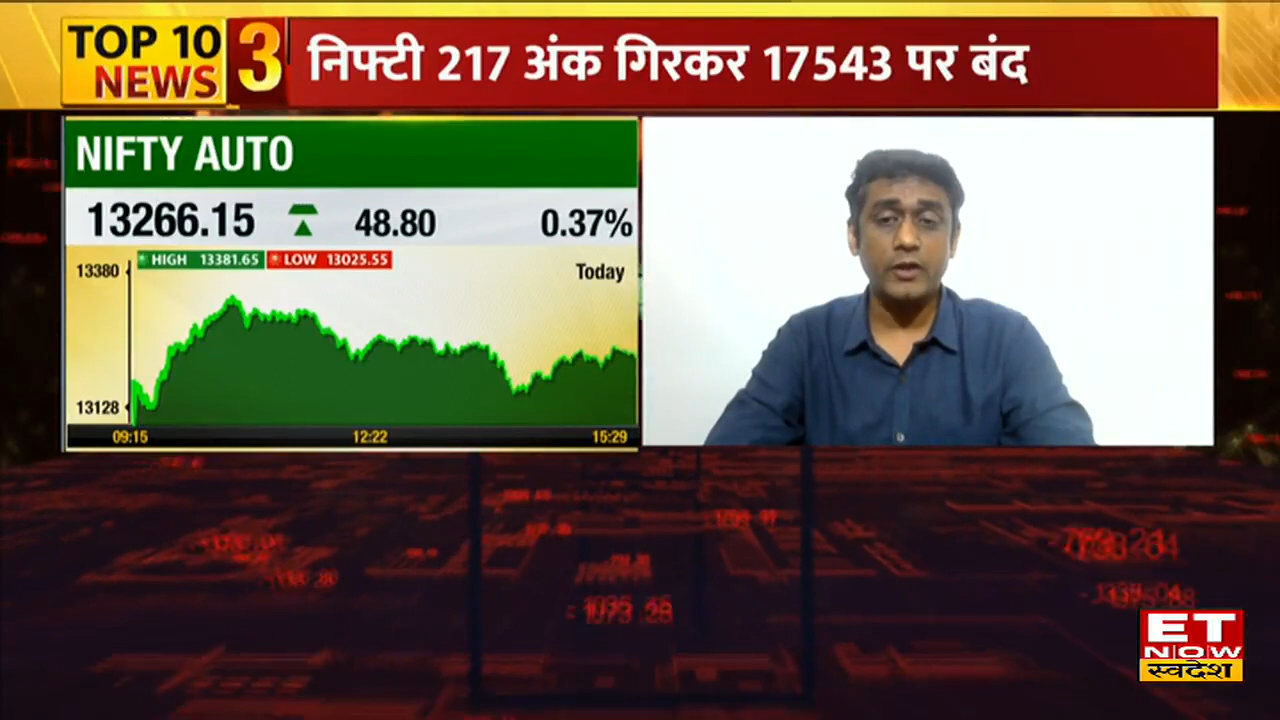 TOP 10
NEWS
3
निफ्टी 217 अंक गिरकर 17543 पर बंद
NIFTY AUTO
13266.15 48.80 0.37%
HIGH 13381.65 LOW 13025.55
Today
13380
13128
09:15 12:22 15:29
ET
NOW
स्वदेश